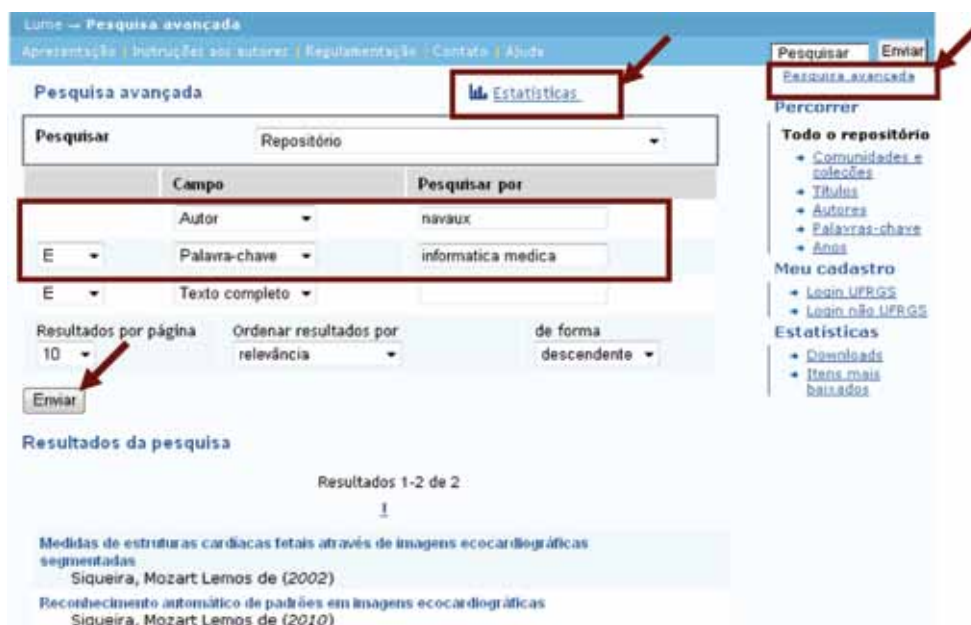 Lume → Pesquisa avançada
Apresentação | Instruções aos autores | Regulamentação | Contato | Ajuda
Pesquisa avançada
Estatísticas
Pesquisar Repositório
Campo Pesquisar por
Autor navaux
E Palavra-chave informatica medica
E Texto completo
Resultados por página Ordenar resultados por de forma
10 relevância descendente
Enviar
Resultados da pesquisa
Resultados 1-2 de 2
1
Medidas de estruturas cardíacas fetais através de imagens ecocardiográficas
segmentadas
Siqueira, Mozart Lemos de (2002)
Reconhecimento automático de padrões em imagens ecocardiográficas
Siqueira, Mozart Lemos de (2010)
Pesquisar Enviar
Pesquisa avançada
Percorrer
Todo o repositório
Comunidades e
coleções
Títulos
Autores
Palavras-chave
Anos
Meu cadastro
Login UFRGS
Login não UFRGS
Estatísticas
Downloads
Itens mais
baixados